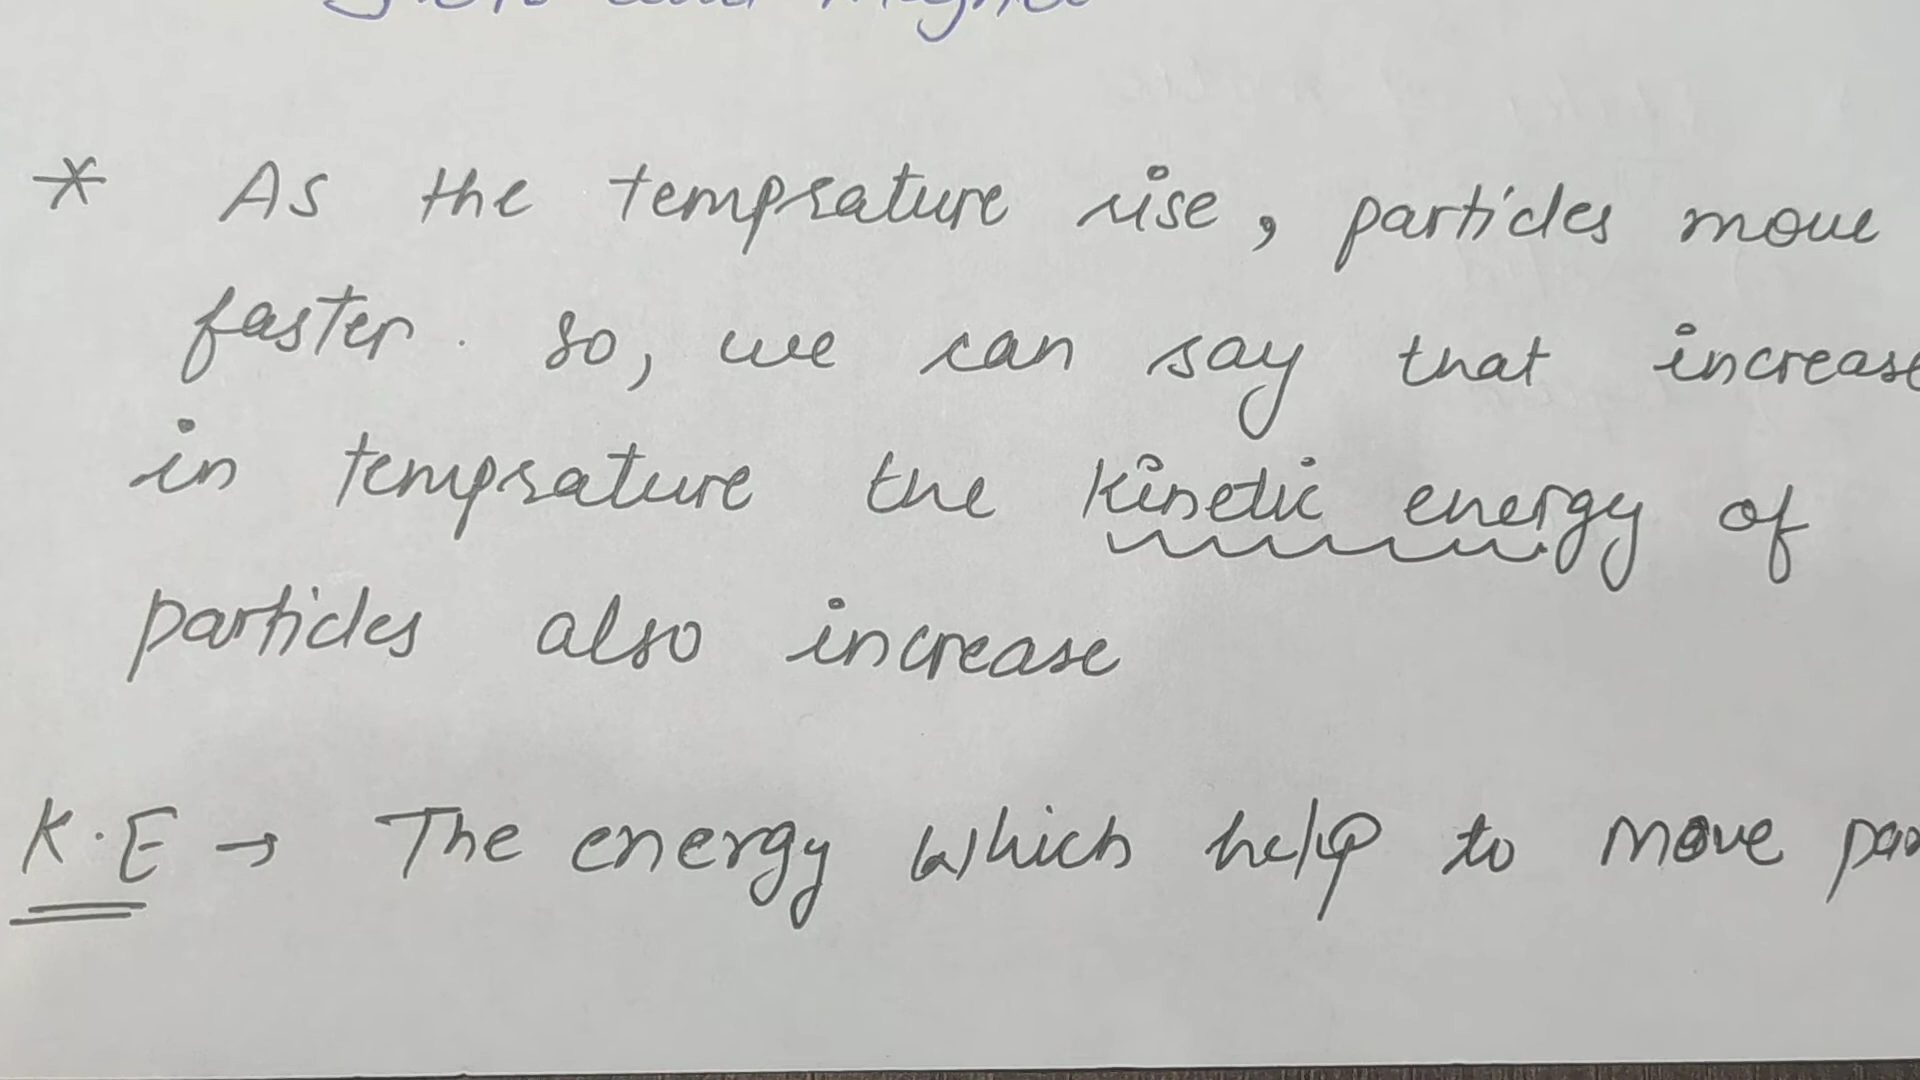 * As the temprature rise, particles move
faster. so, we can say that increase
in temprature the kinetic energy of
particles also increase
K.E → The energy which help to move